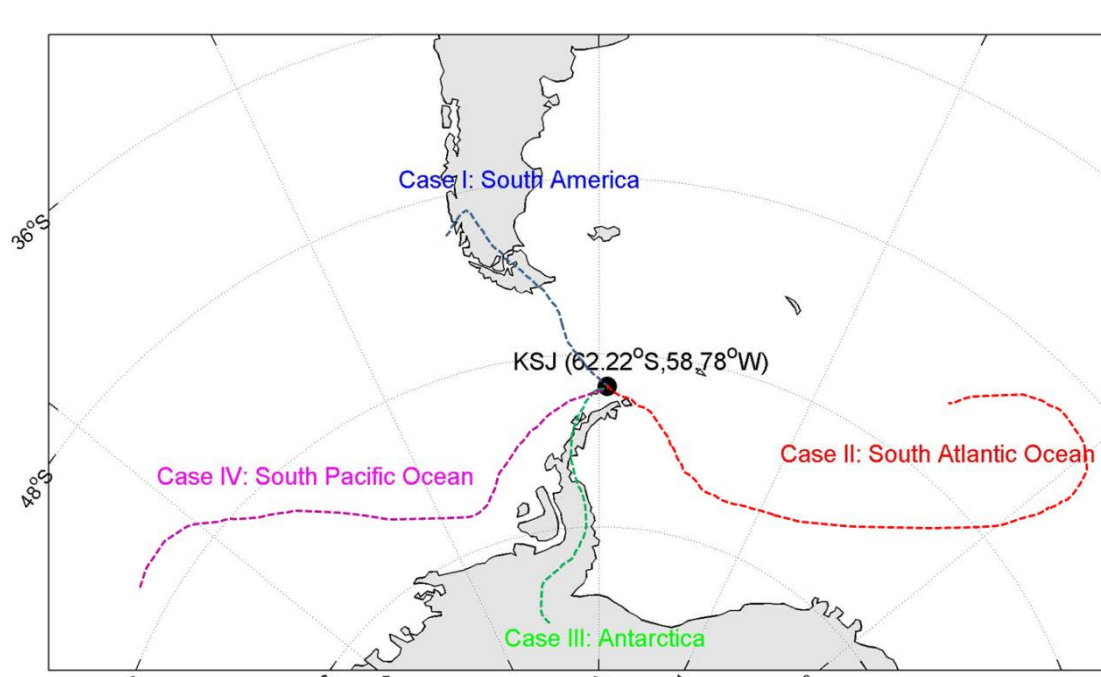 Case I: South America
36°S
KSJ (62.22°S,58.78°W)
Case II: South Atlantic Ocean
Case IV: South Pacific Ocean
48°S
Case III: Antarctica